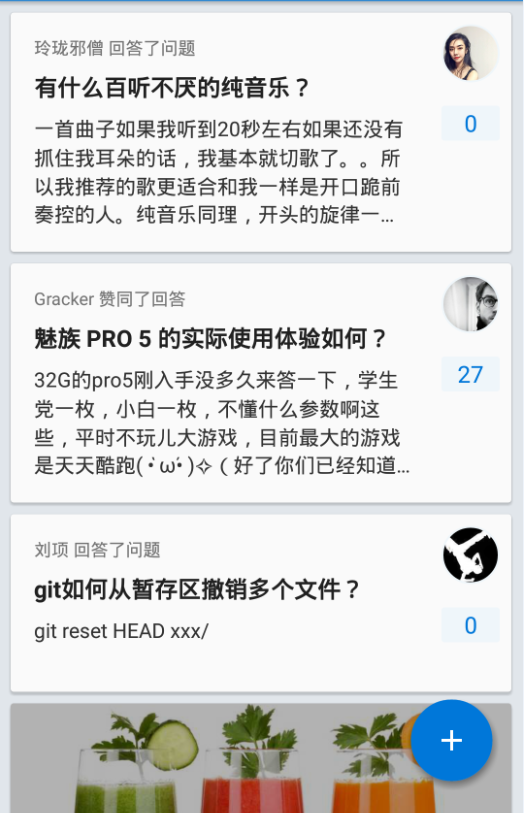 玲珑邪僧 回答了问题
有什么百听不厌的纯音乐？
0
一首曲子如果我听到20秒左右如果还没有
抓住我耳朵的话，我基本就切歌了。。所
以我推荐的歌更适合和我一样是开口跪前
奏控的人。纯音乐同理，开头的旋律一...
Gracker 赞同了回答
魅族 PRO 5 的实际使用体验如何？
27
32G的pro5刚入手没多久来答一下，学生
党一枚，小白一枚，不懂什么参数啊这
些，平时不玩儿大游戏，目前最大的游戏
是天天酷跑(･̀ω･́)✧（好了你们已经知道...
刘项 回答了问题
git如何从暂存区撤销多个文件？
0
git reset HEAD xxx/